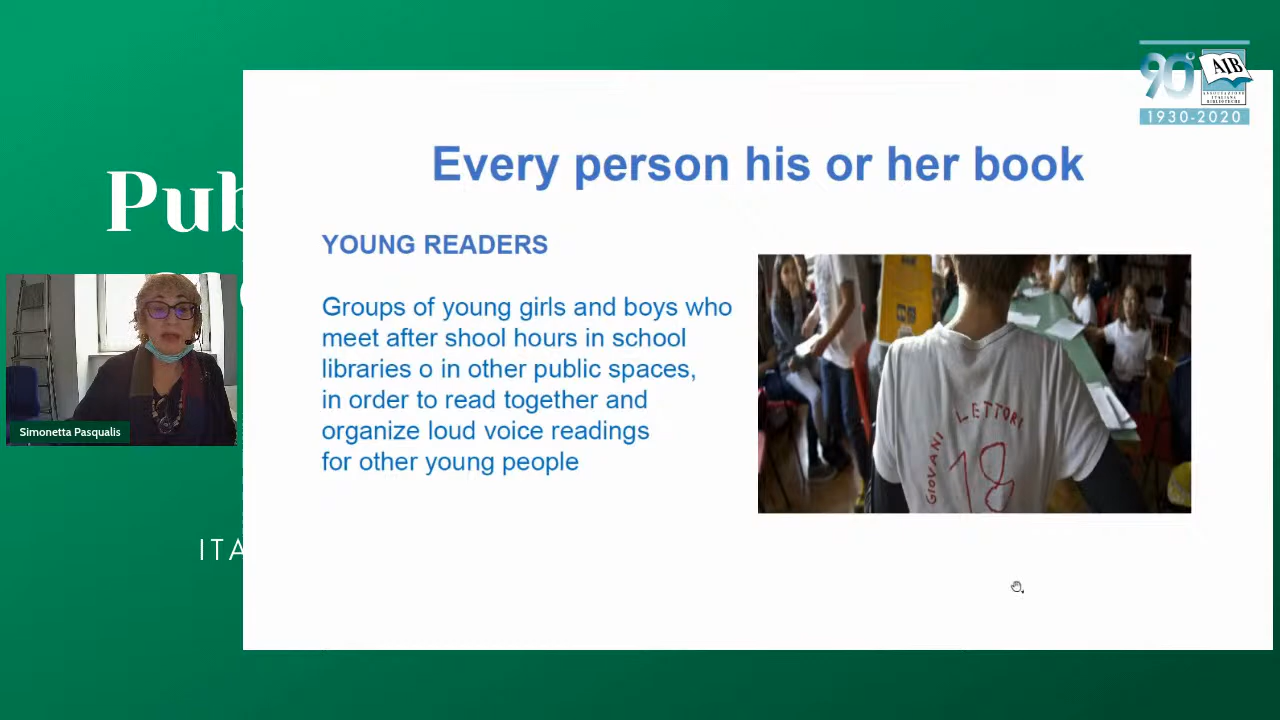 90°
AIB
ASSOCIAZIONE
ITALIANA
BIBLIOTECHE
1930-2020
Pub
Every person his or her book
YOUNG READERS
Groups of young girls and boys who
meet after shool hours in school
libraries o in other public spaces,
in order to read together and
organize loud voice readings
for other young people
GIOVANI
LETTORI
18
Simonetta Pasqualis
ITA